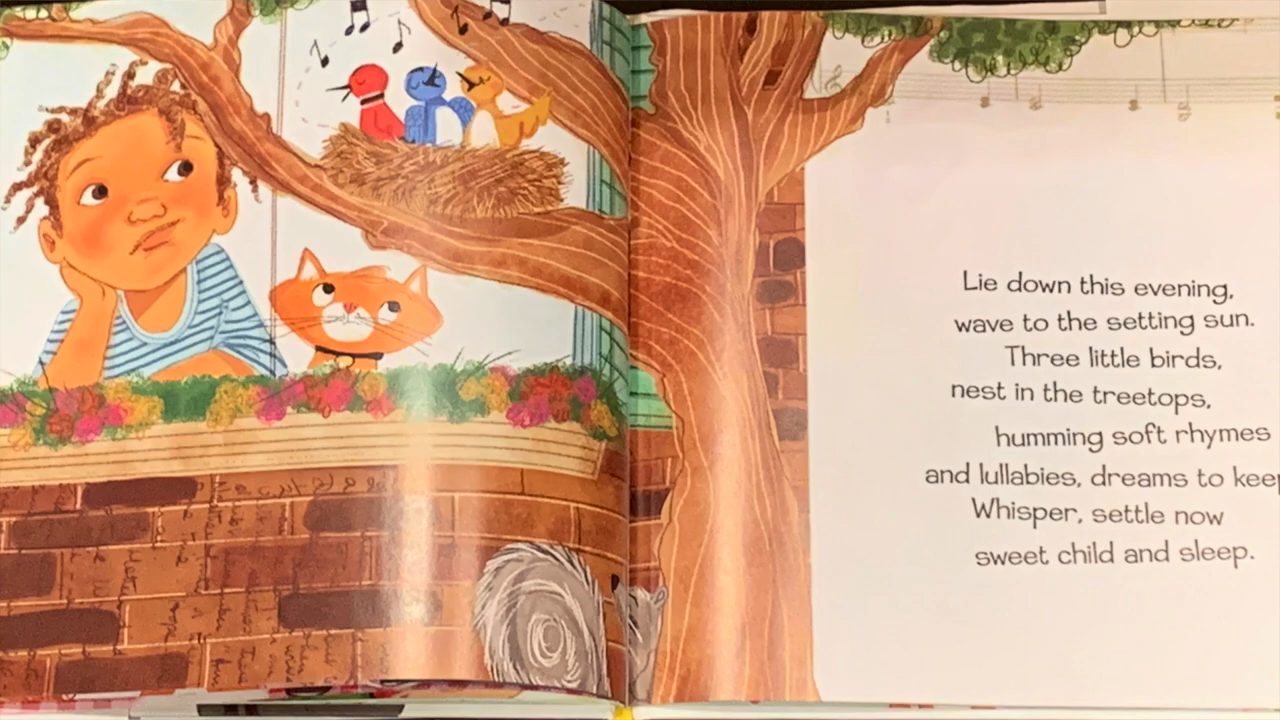 Lie down this evening,
wave to the setting sun.
Three little birds,
nest in the treetops,
humming soft rhymes
and lullabies, dreams to keep
Whisper, settle now
sweet child and sleep.